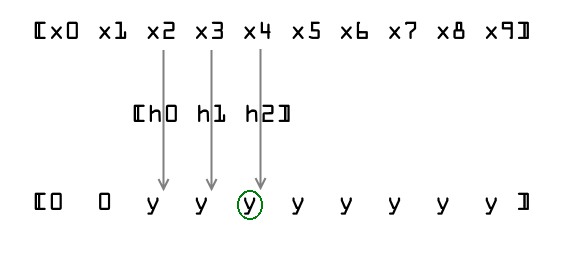 [x0 x1 x2 x3 x4 x5 x6 x7 x8 x9]
[h0 h1 h2]
[0 0 y y y y y y y y ]